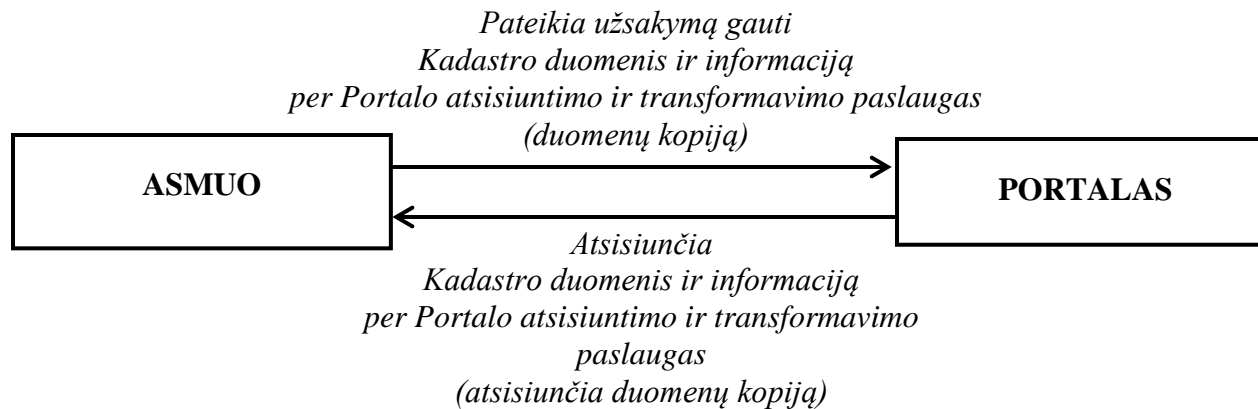 Pateikia užsakymą gauti
Kadastro duomenis ir informaciją
per Portalo atsisiuntimo ir transformavimo paslaugas
(duomenų kopiją)
ASMUO
PORTALAS
Atsisiunčia
Kadastro duomenis ir informaciją
per Portalo atsisiuntimo ir transformavimo
paslaugas
(atsisiunčia duomenų kopiją)